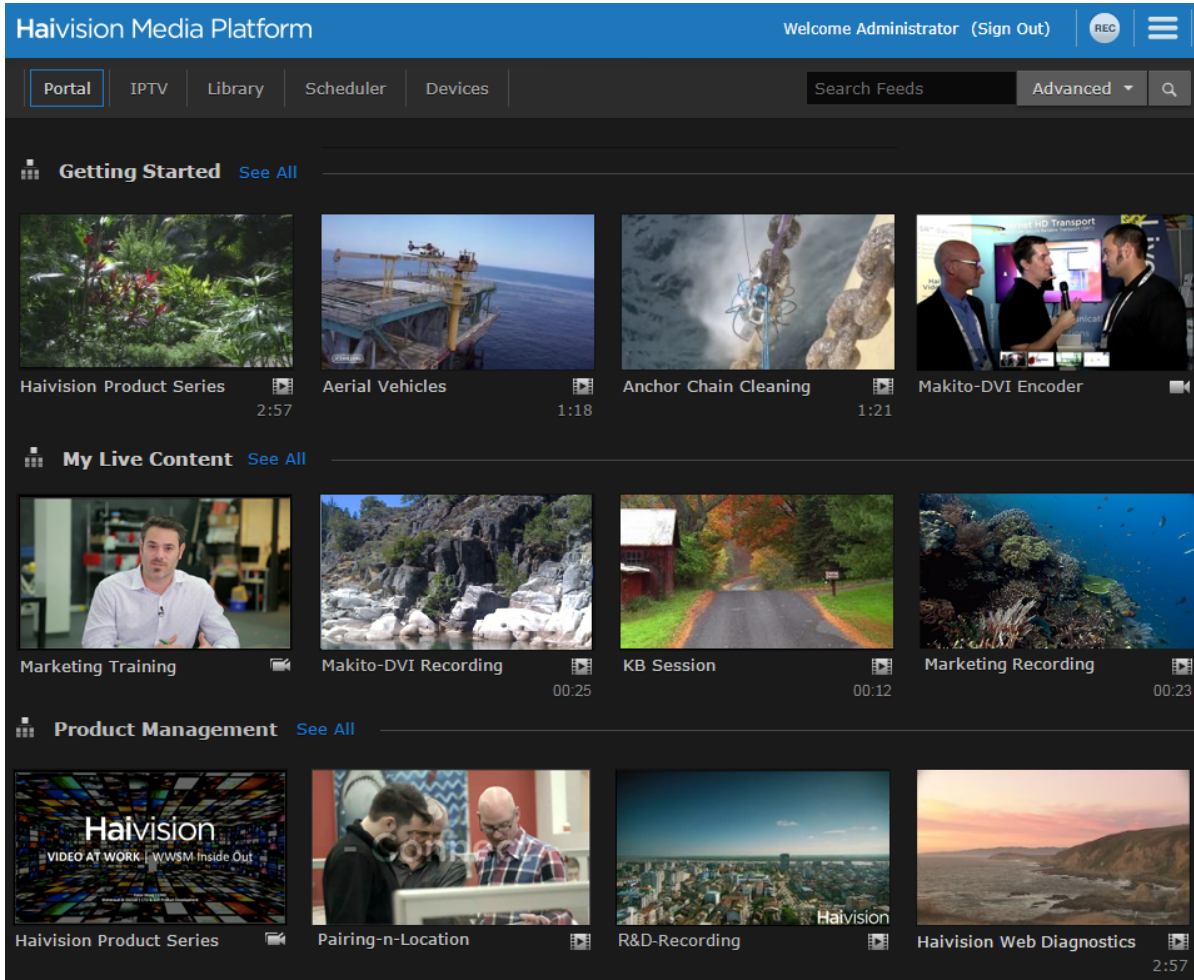 Haivision Media Platform
Welcome Administrator (Sign Out)
REC
Portal
IPTV
Library
Scheduler
Devices
Search Feeds
Advanced
Getting Started See All
HD Transport
Haivision Product Series
2:57
Aerial Vehicles
1:18
Anchor Chain Cleaning
1:21
Makito-DVI Encoder
My Live Content See All
Marketing Training
Makito-DVI Recording
00:25
KB Session
00:12
Marketing Recording
00:23
Product Management See All
Haivision
VIDEO AT WORK | WWSM Inside Out
Connec
Haivision
Haivision Product Series
Pairing-n-Location
R&D-Recording
Haivision Web Diagnostics
2:57